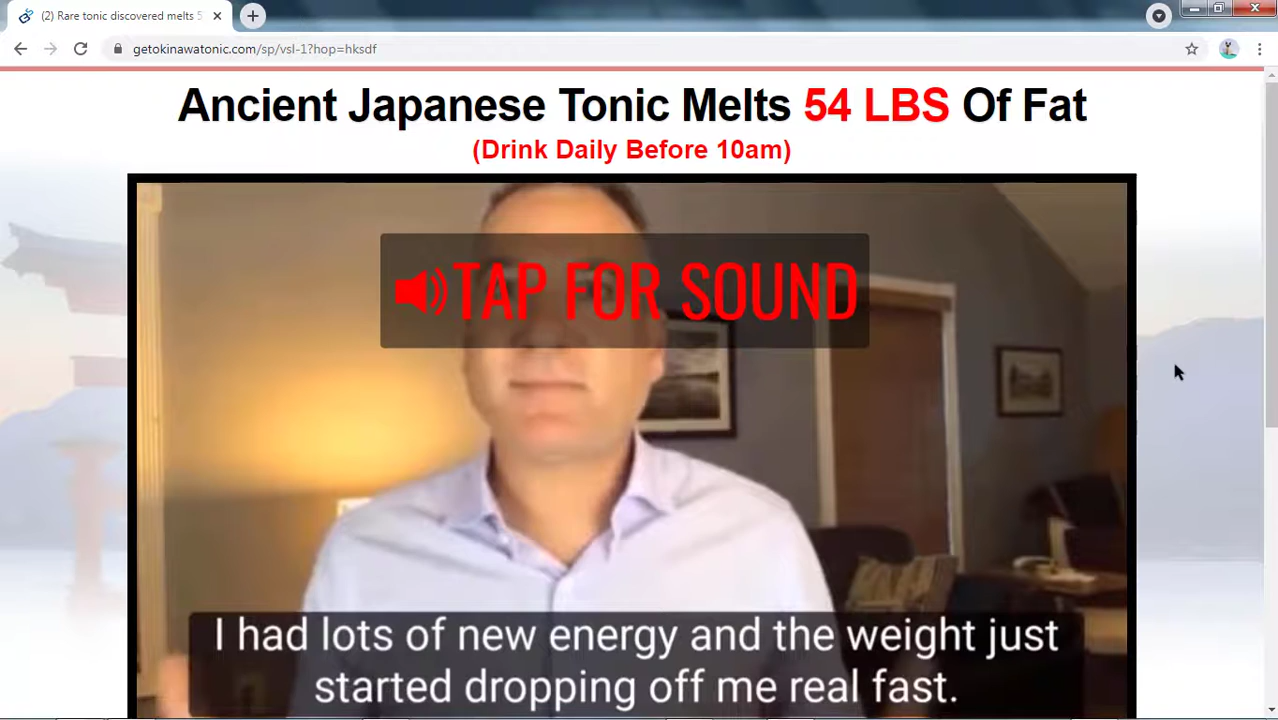 (2) Rare tonic discovered melts 5
getokinawatonic.com/sp/vsl-1?hop=hksdf
Ancient Japanese Tonic Melts 54 LBS Of Fat
(Drink Daily Before 10am)
TAP FOR SOUND
I had lots of new energy and the weight just
started dropping off me real fast.